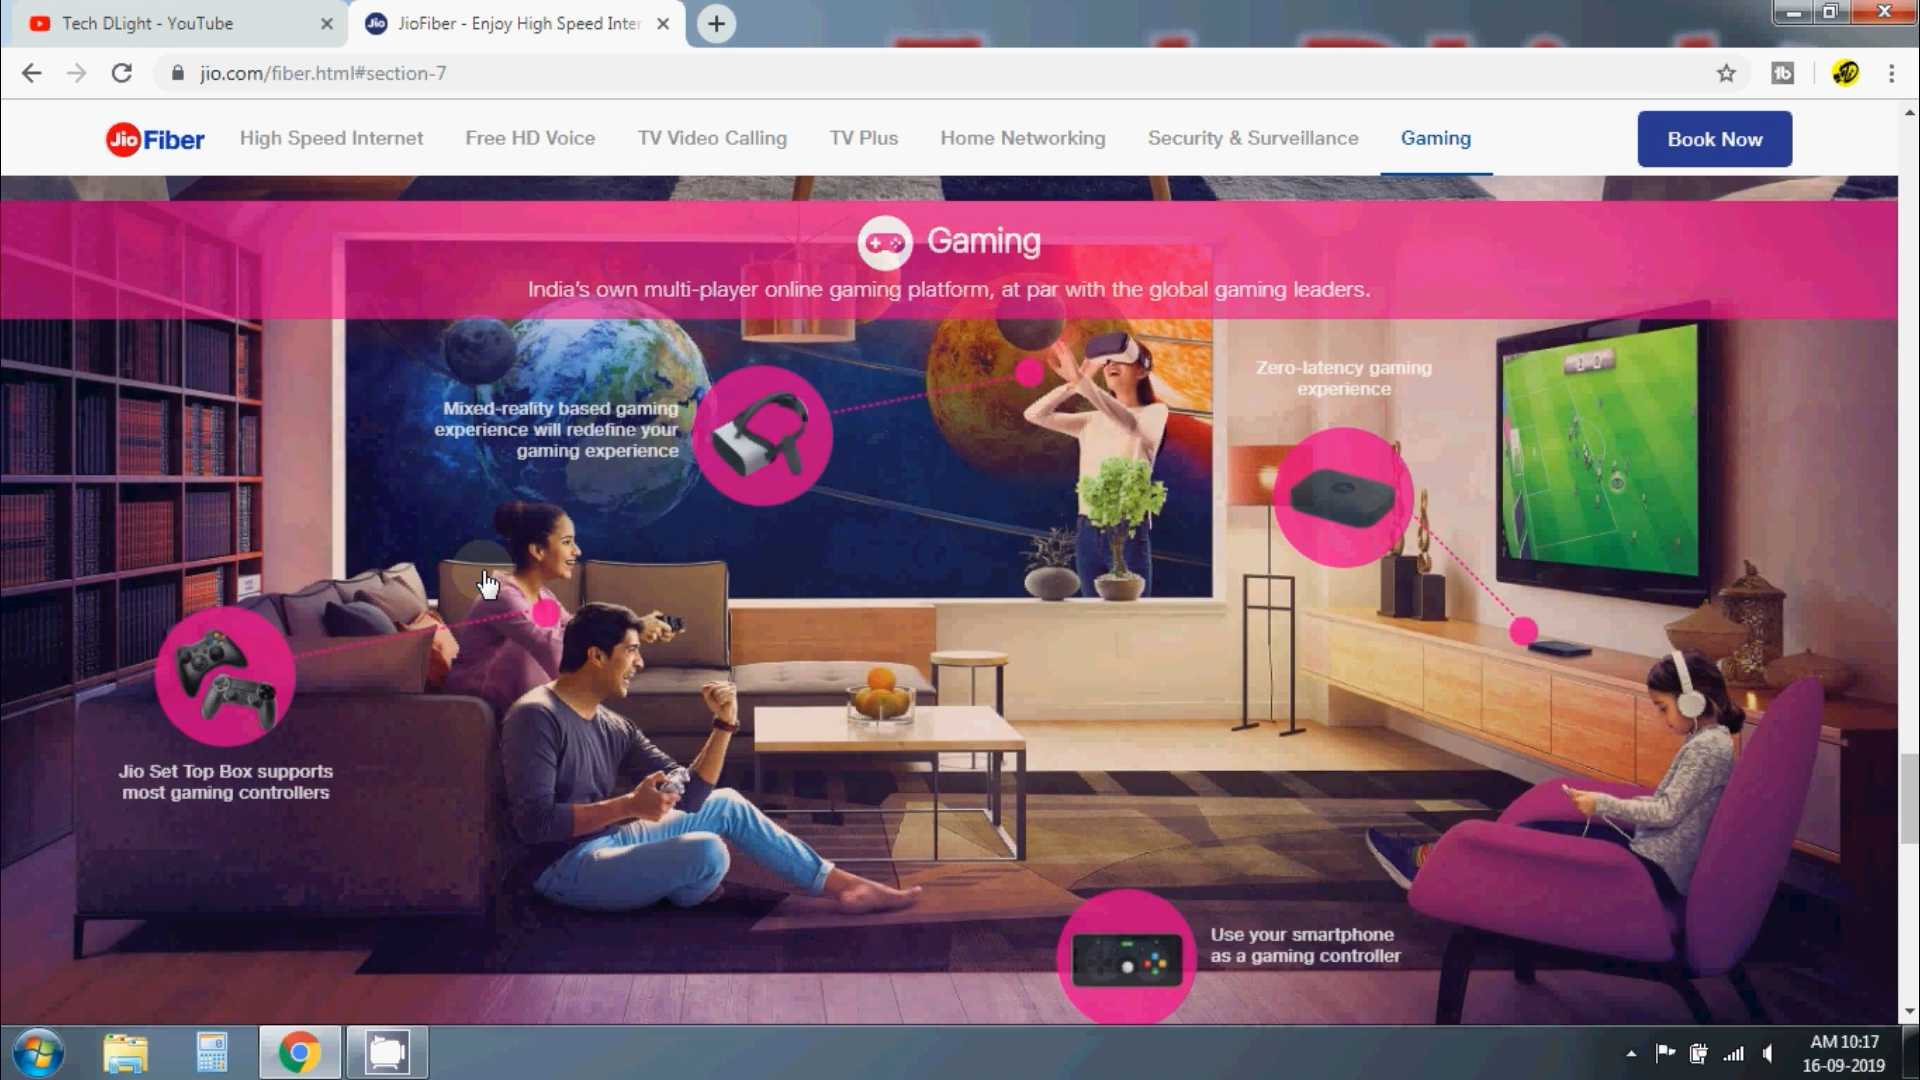 Tech DLight - YouTube
JioFiber - Enjoy High Speed Inter
jio.com/fiber.html#section-7
Jio Fiber
High Speed Internet
Free HD Voice
TV Video Calling
TV Plus
Home Networking
Security & Surveillance
Gaming
Book Now
Gaming
India's own multi-player online gaming platform, at par with the global gaming leaders.
Zero-latency gaming
experience
Mixed-reality based gaming
experience will redefine your
gaming experience
Jio Set Top Box supports
most gaming controllers
Use your smartphone
as a gaming controller
AM 10:17
16-09-2019